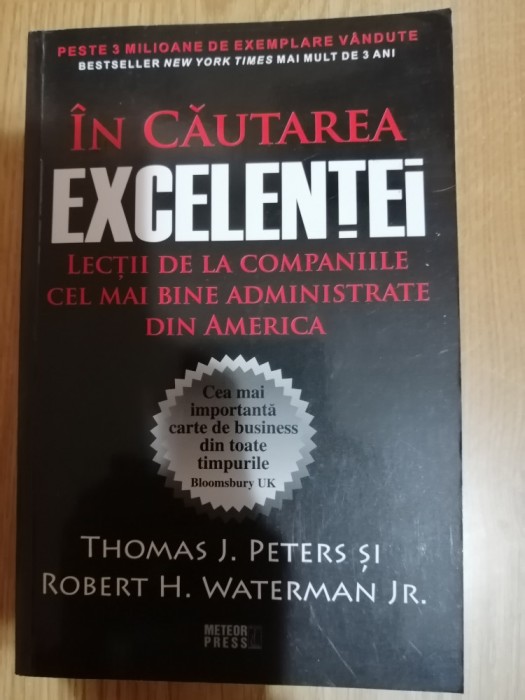 PESTE 3 MILIOANE DE EXEMPLARE VÂNDUTE
BESTSELLER NEW YORK TIMES MAI MULT DE 3 ANI
ÎN CĂUTAREA
EXCELENȚEi
LECȚII DE LA COMPANIILE
CEL MAI BINE ADMINISTRATE
DIN AMERICA
Cea mai
importantă
carte de business
din toate
timpurile
Bloomsbury UK
THOMAS J. PETERS ȘI
ROBERT H. WATERMAN JR.
METEOR
PRESS